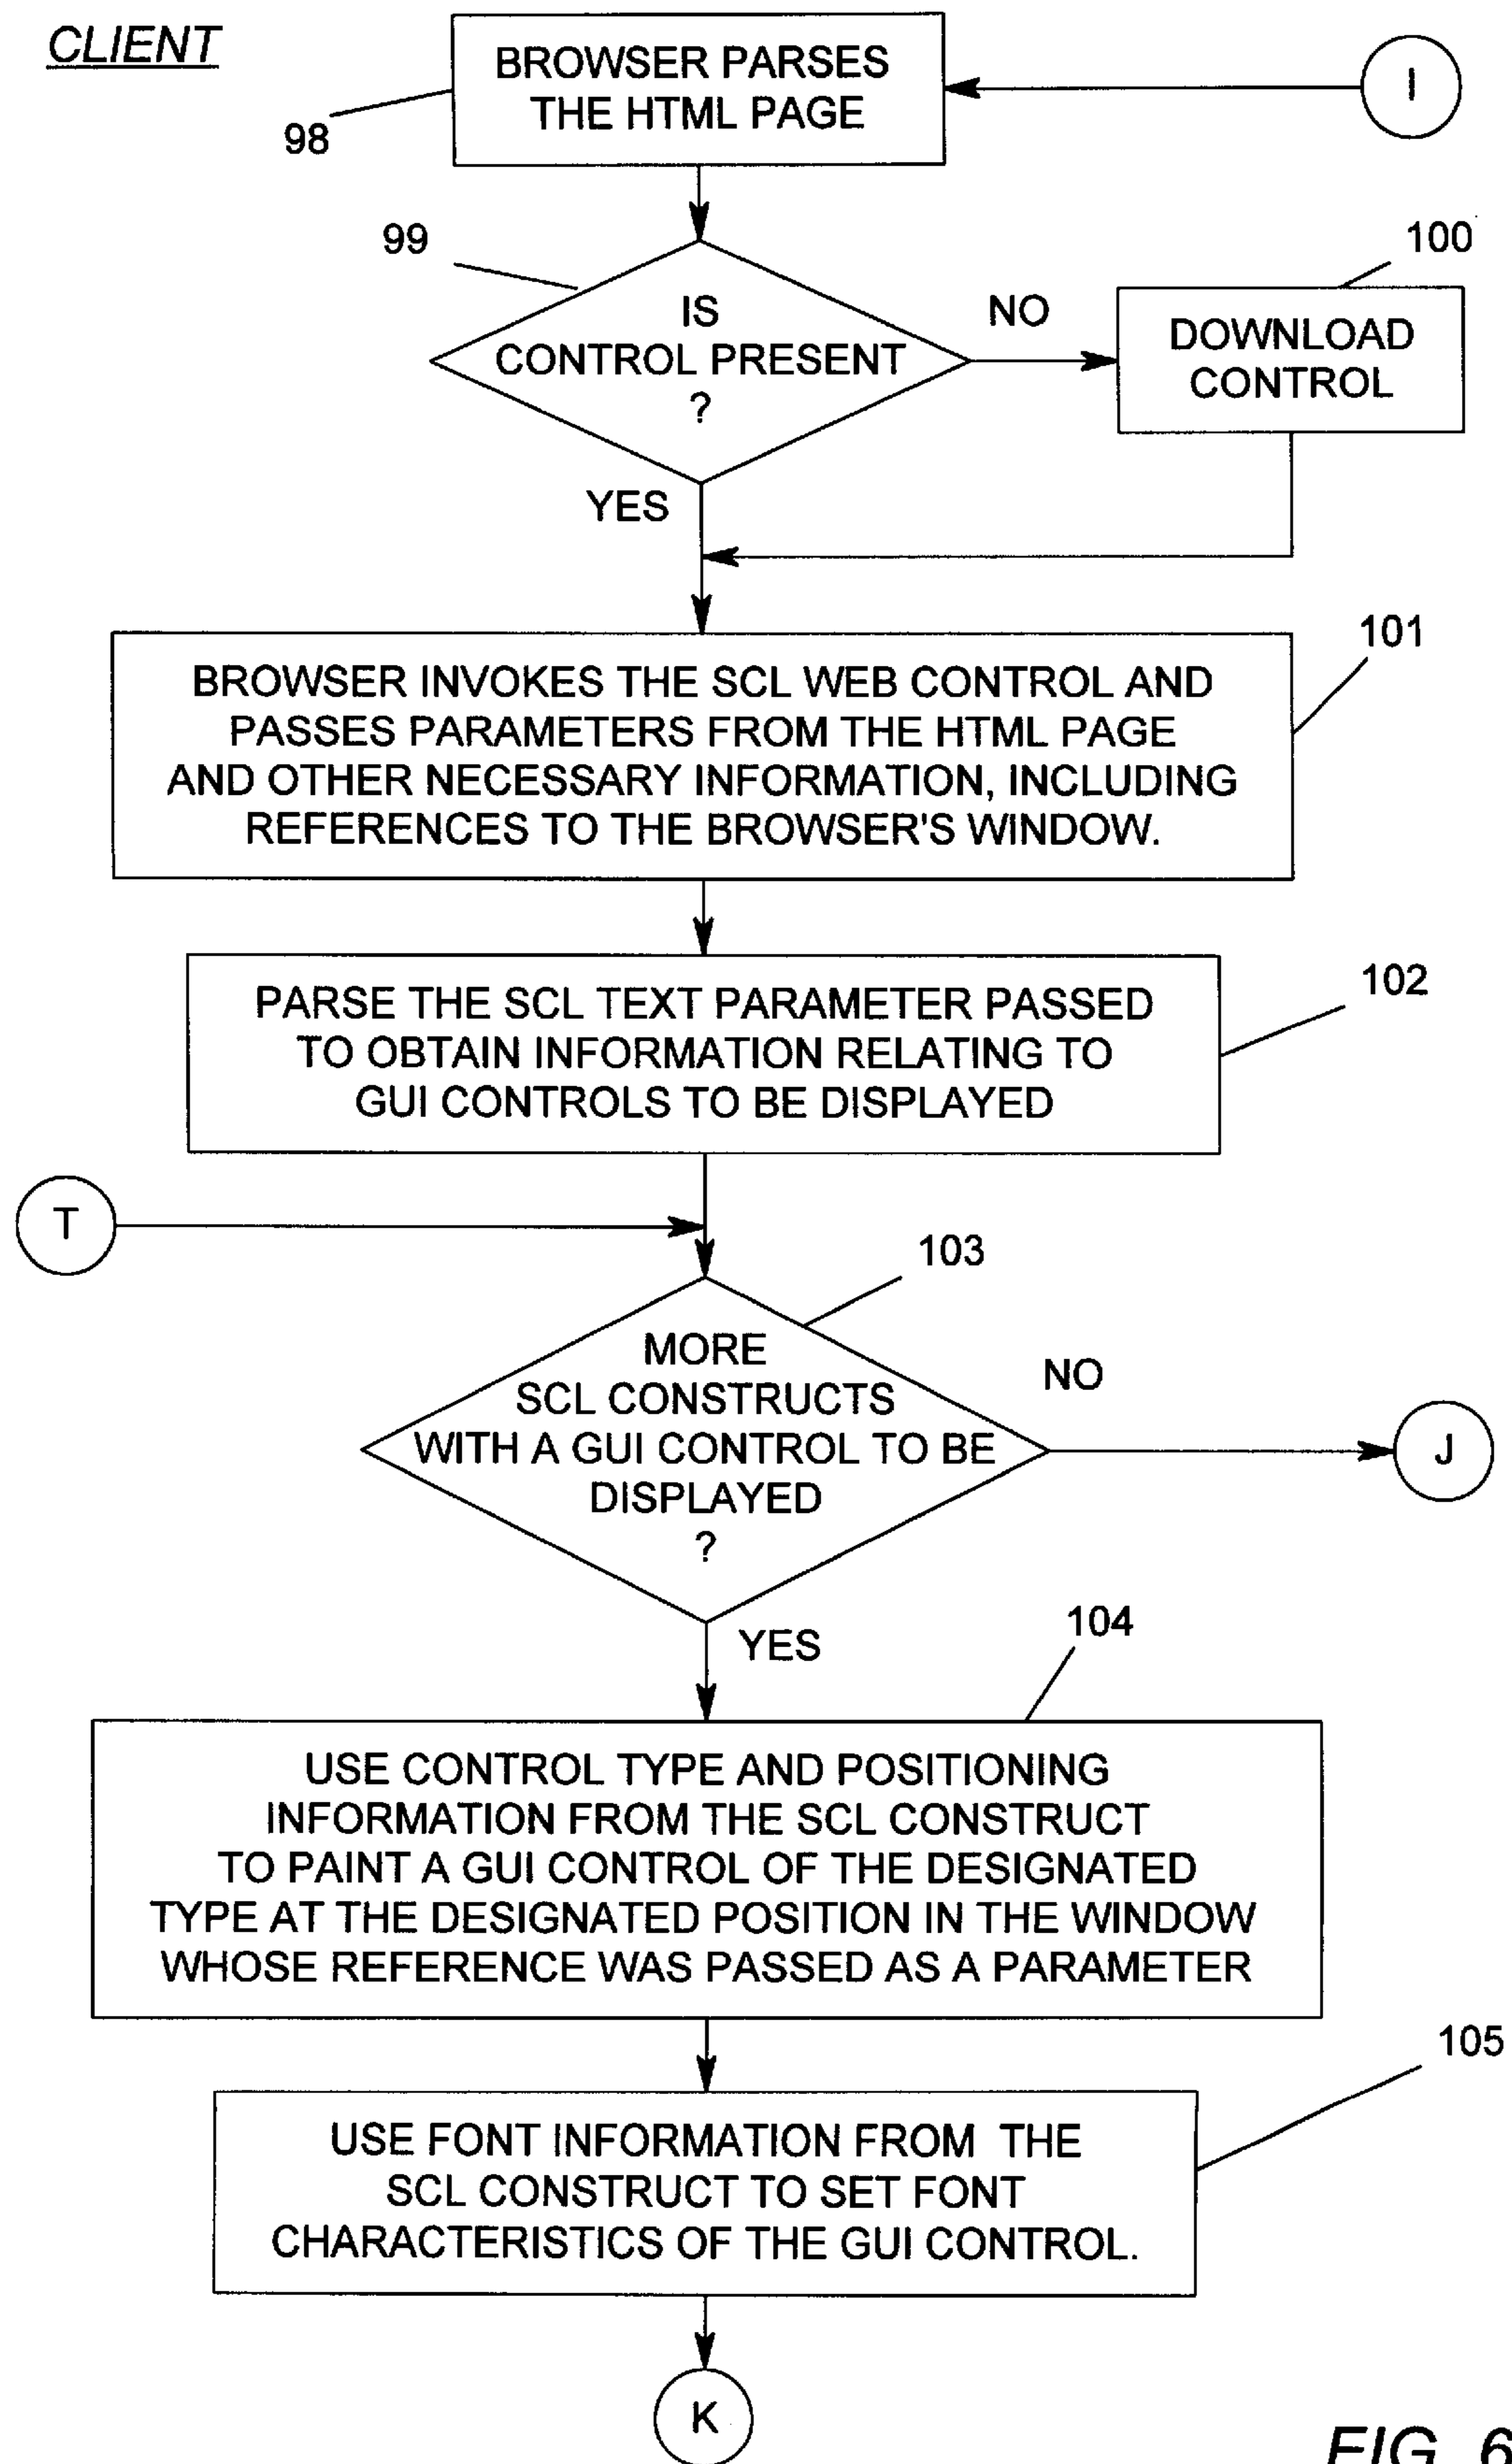 CLIENT
BROWSER PARSES
THE HTML PAGE
I
98
99
IS
CONTROL PRESENT
?
NO
100
DOWNLOAD
CONTROL
YES
101
BROWSER INVOKES THE SCL WEB CONTROL AND
PASSES PARAMETERS FROM THE HTML PAGE
AND OTHER NECESSARY INFORMATION, INCLUDING
REFERENCES TO THE BROWSER'S WINDOW.
102
PARSE THE SCL TEXT PARAMETER PASSED
TO OBTAIN INFORMATION RELATING TO
GUI CONTROLS TO BE DISPLAYED
T
103
MORE
SCL CONSTRUCTS
WITH A GUI CONTROL TO BE
DISPLAYED
?
NO
J
YES
104
USE CONTROL TYPE AND POSITIONING
INFORMATION FROM THE SCL CONSTRUCT
TO PAINT A GUI CONTROL OF THE DESIGNATED
TYPE AT THE DESIGNATED POSITION IN THE WINDOW
WHOSE REFERENCE WAS PASSED AS A PARAMETER
105
USE FONT INFORMATION FROM THE
SCL CONSTRUCT TO SET FONT
CHARACTERISTICS OF THE GUI CONTROL.
K
FIG. 6